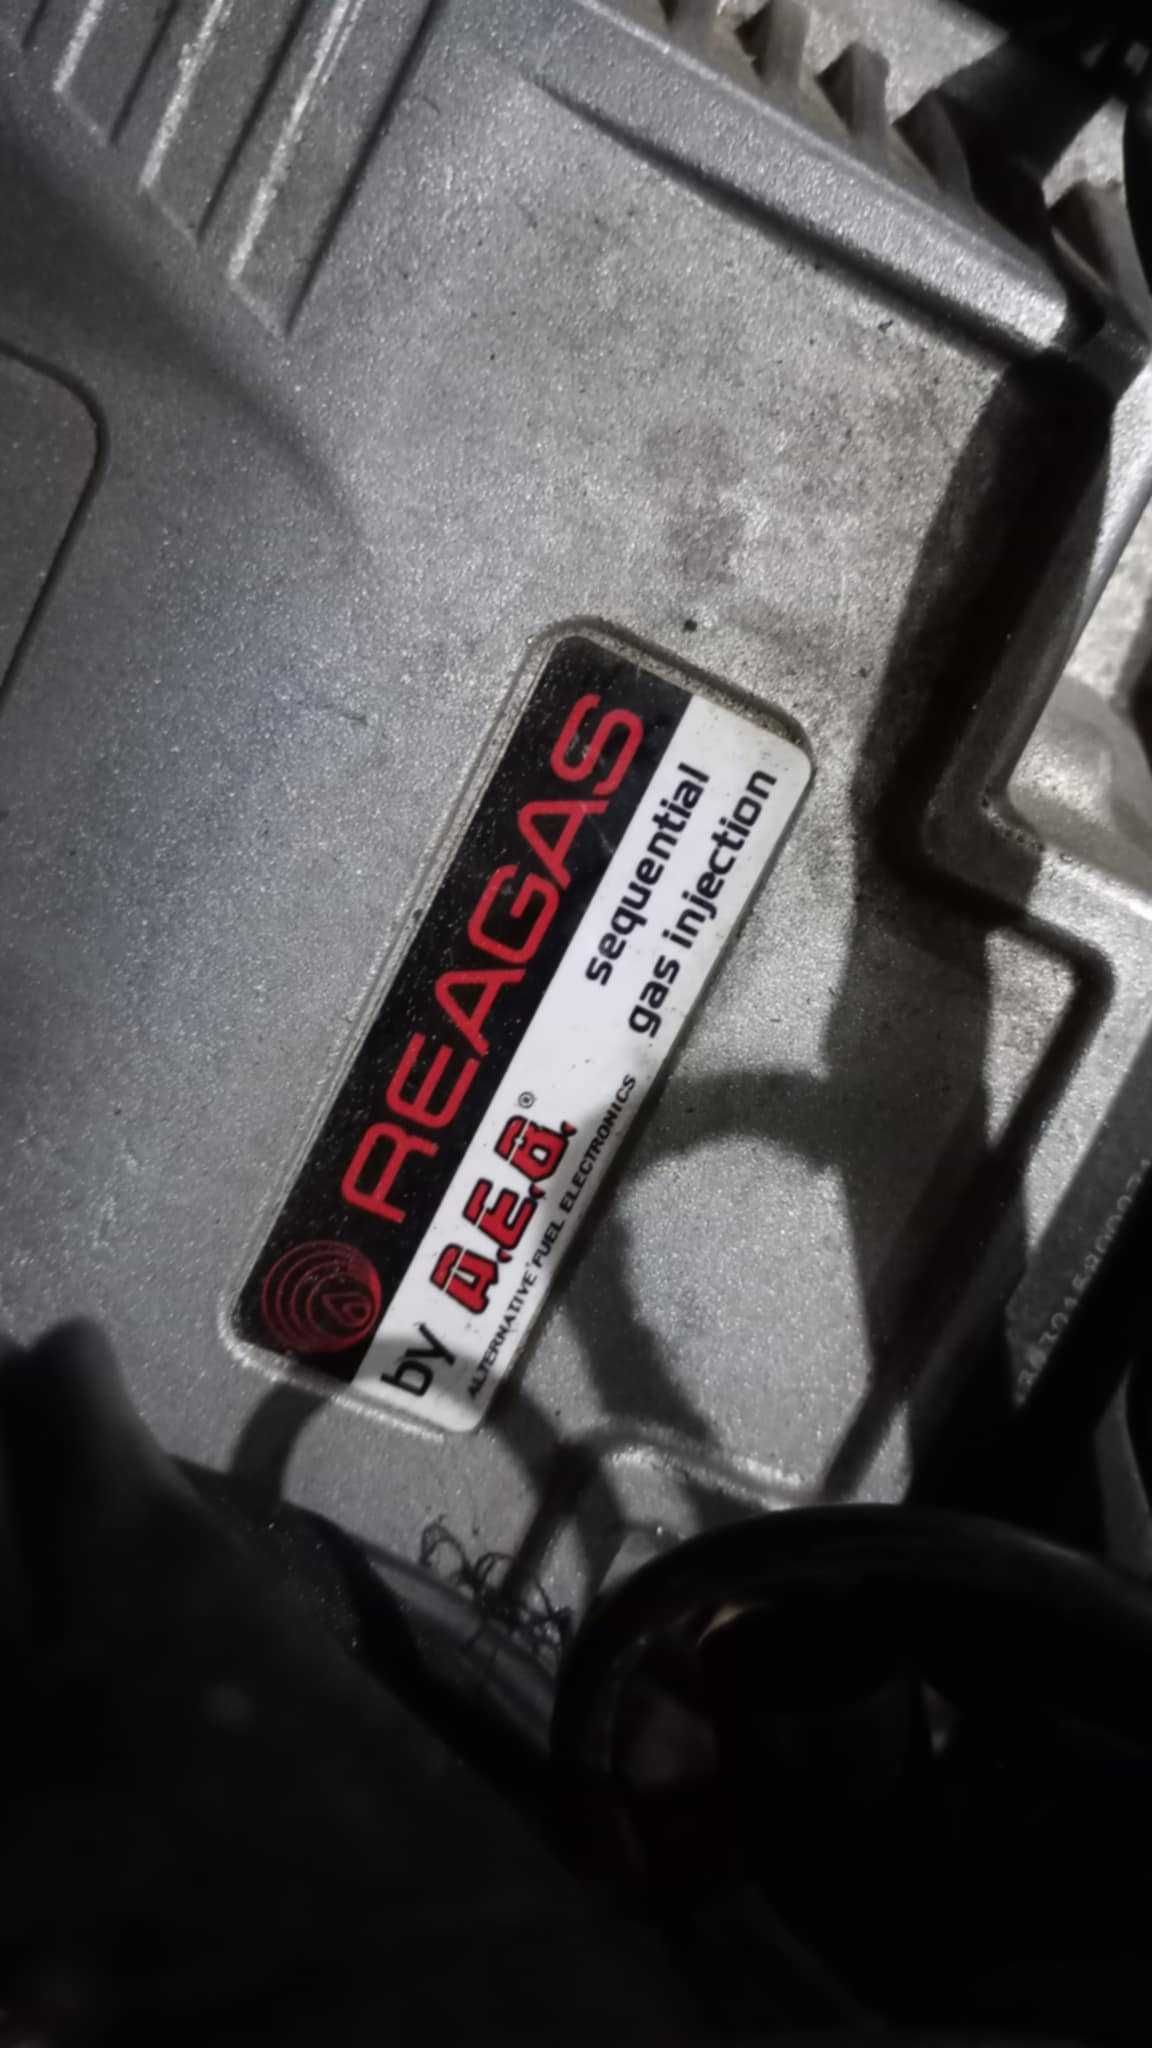 REAGAS
sequential
gas injection
by A.E.B.®
ALTERNATIVE FUEL ELECTRONICS